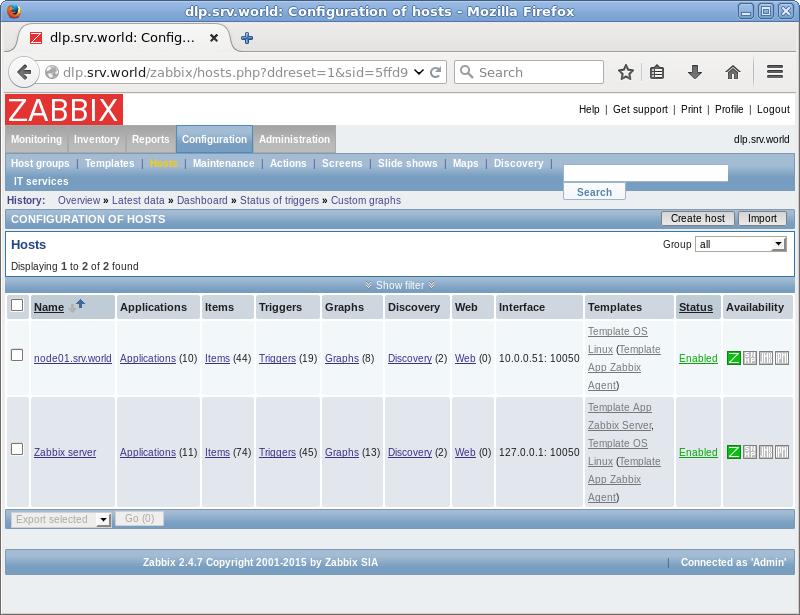 dlp.srv.world: Configuration of hosts - Mozilla Firefox
dlp.srv.world: Config...
dlp.srv.world/zabbix/hosts.php?ddreset=1&sid=5ffd9
Search
ZABBIX
Help | Get support | Print | Profile | Logout
Monitoring Inventory Reports Configuration Administration
dlp.srv.world
Host groups | Templates | Hosts | Maintenance | Actions | Screens | Slide shows | Maps | Discovery |
IT services
Search
History: Overview » Latest data » Dashboard » Status of triggers » Custom graphs
CONFIGURATION OF HOSTS
Create host Import
Hosts
Group all
Displaying 1 to 2 of 2 found
Show filter
Name Applications Items Triggers Graphs Discovery Web Interface Templates Status Availability
Template OS
Linux (Template
App Zabbix
Agent)
node01.srv.world Applications (10) Items (44) Triggers (19) Graphs (8) Discovery (2) Web (0) 10.0.0.51: 10050 Enabled Z
Template App
Zabbix Server,
Template OS
Linux (Template
App Zabbix
Agent)
Zabbix server Applications (11) Items (74) Triggers (45) Graphs (13) Discovery (2) Web (0) 127.0.0.1: 10050 Enabled Z
Export selected Go (0)
Zabbix 2.4.7 Copyright 2001-2015 by Zabbix SIA | Connected as 'Admin'